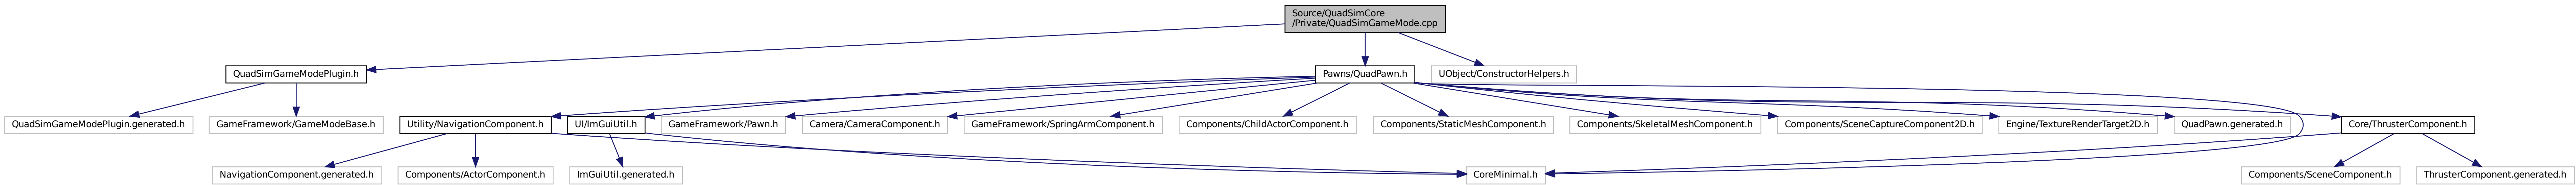 Source/QuadSimCore
/Private/QuadSimGameMode.cpp
QuadSimGameModePlugin.h
Pawns/QuadPawn.h
UObject/ConstructorHelpers.h
QuadSimGameModePlugin.generated.h
GameFramework/GameModeBase.h
Utility/NavigationComponent.h
UI/ImGuiUtil.h
GameFramework/Pawn.h
Camera/CameraComponent.h
GameFramework/SpringArmComponent.h
Components/ChildActorComponent.h
Components/StaticMeshComponent.h
Components/SkeletalMeshComponent.h
Components/SceneCaptureComponent2D.h
Engine/TextureRenderTarget2D.h
QuadPawn.generated.h
Core/ThrusterComponent.h
NavigationComponent.generated.h
Components/ActorComponent.h
ImGuiUtil.generated.h
CoreMinimal.h
Components/SceneComponent.h
ThrusterComponent.generated.h